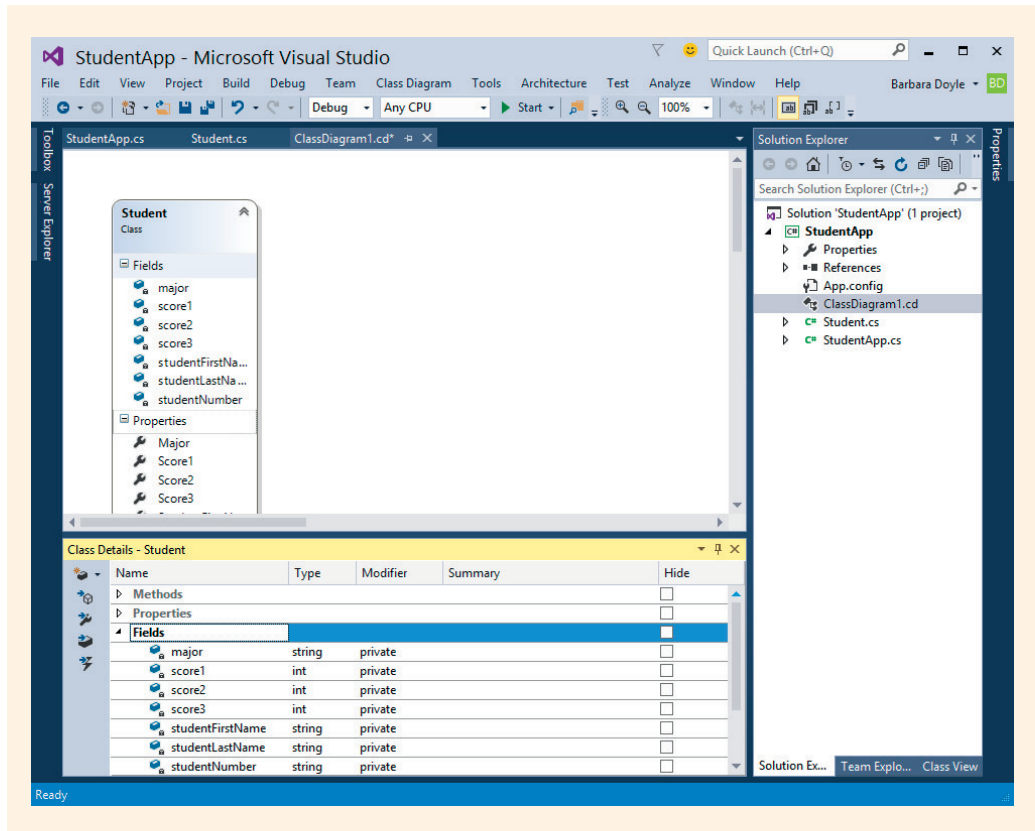 StudentApp - Microsoft Visual Studio
Quick Launch (Ctrl+Q)
File Edit View Project Build Debug Team Class Diagram Tools Architecture Test Analyze Window Help Barbara Doyle BD
Debug Any CPU Start 100%
Toolbox
Server Explorer
StudentApp.cs Student.cs ClassDiagram1.cd*
Student
Class
Fields
major
score1
score2
score3
studentFirstNa...
studentLastNa...
studentNumber
Properties
Major
Score1
Score2
Score3
Solution Explorer
Search Solution Explorer (Ctrl+;)
Solution 'StudentApp' (1 project)
C# StudentApp
Properties
References
App.config
ClassDiagram1.cd
C# Student.cs
C# StudentApp.cs
Properties
Class Details - Student
Name Type Modifier Summary Hide
Methods
Properties
Fields
major string private
score1 int private
score2 int private
score3 int private
studentFirstName string private
studentLastName string private
studentNumber string private
Solution Ex... Team Explo... Class View
Ready